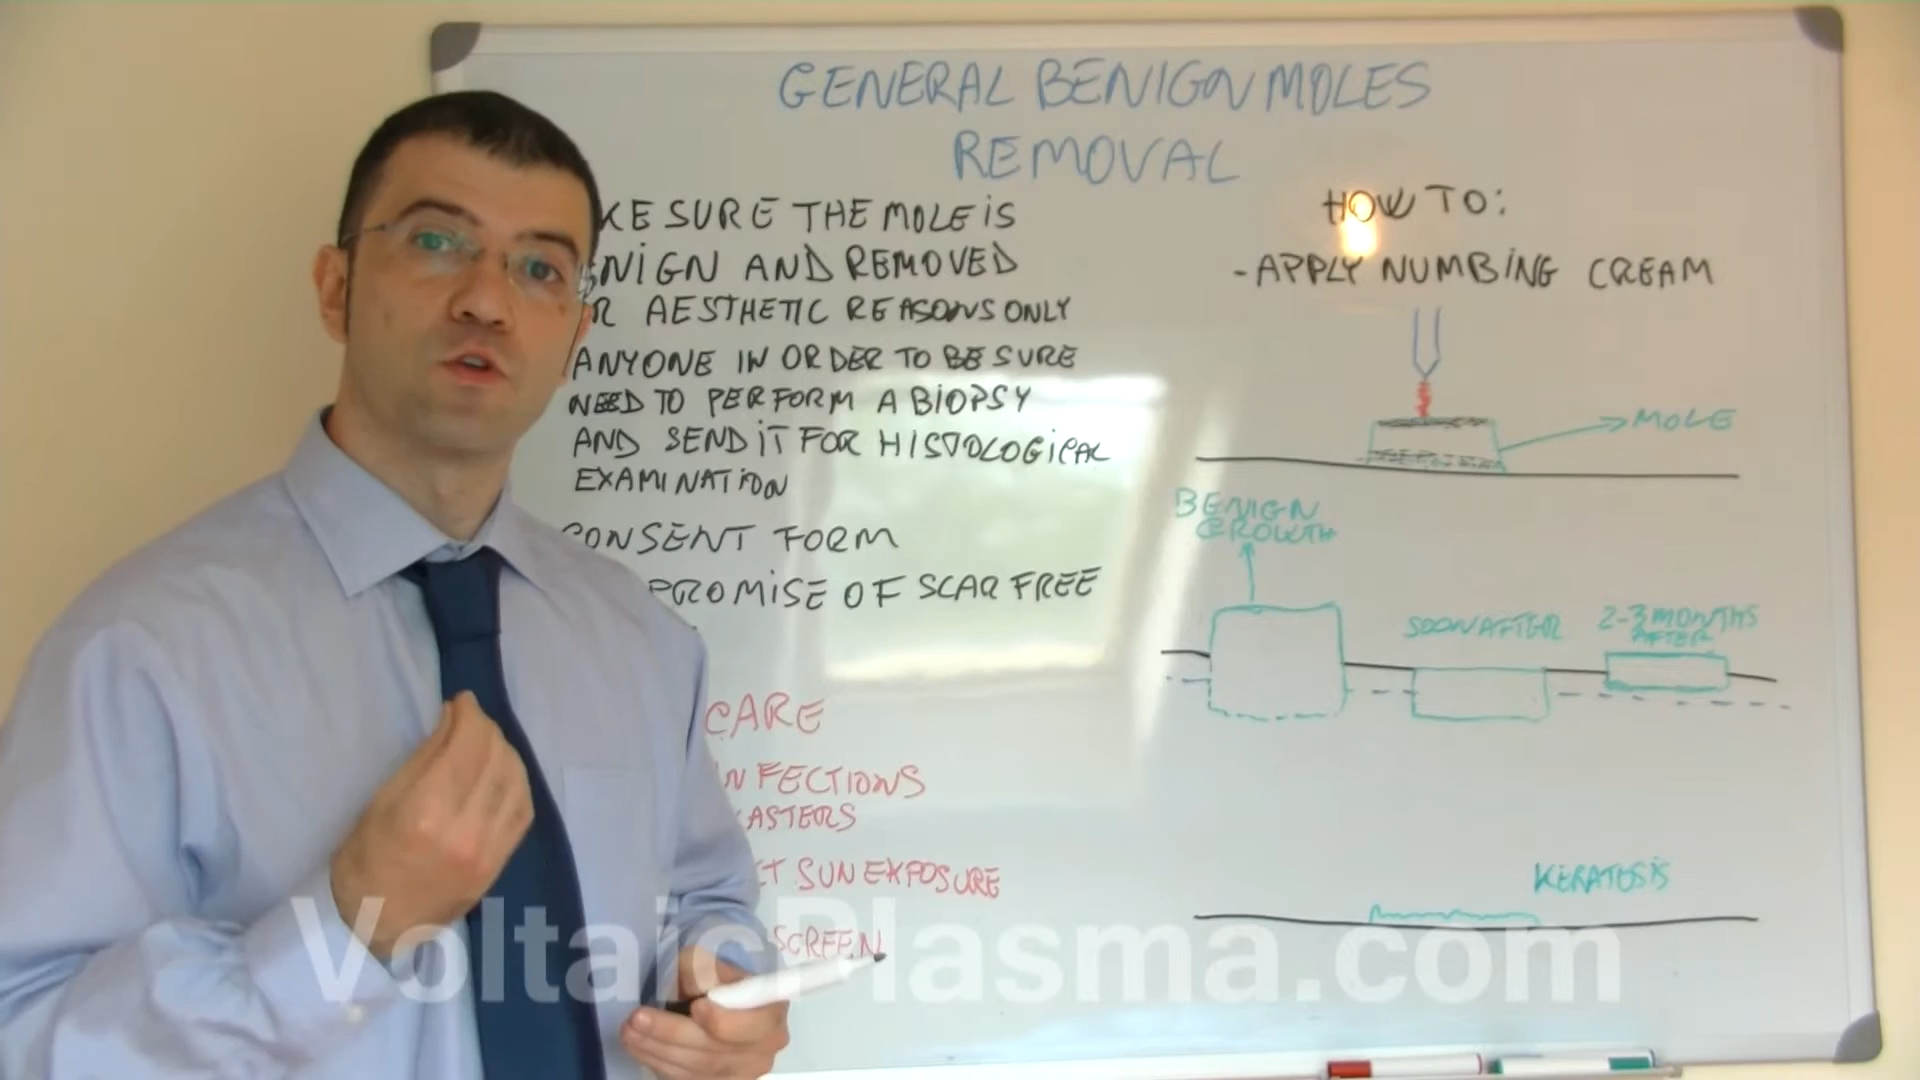 GENERAL BENIGN MOLES
REMOVAL
KE SURE THE MOLE IS
ENIGN AND REMOVED
R AESTHETIC REASONS ONLY
ANYONE IN ORDER TO BE SURE
NEED TO PERFORM A BIOPSY
AND SEND IT FOR HISTOLOGICAL
EXAMINATION
CONSENT FORM
PROMISE OF SCAR FREE
CARE
INFECTIONS
ASTERS
CT SUN EXPOSURE
SCREEN
HOW TO:
- APPLY NUMBING CREAM
MOLE
BENIGN
GROWTH
SOON AFTER
2-3 MONTHS
AFTER
KERATOSIS
VoltaicPlasma.com